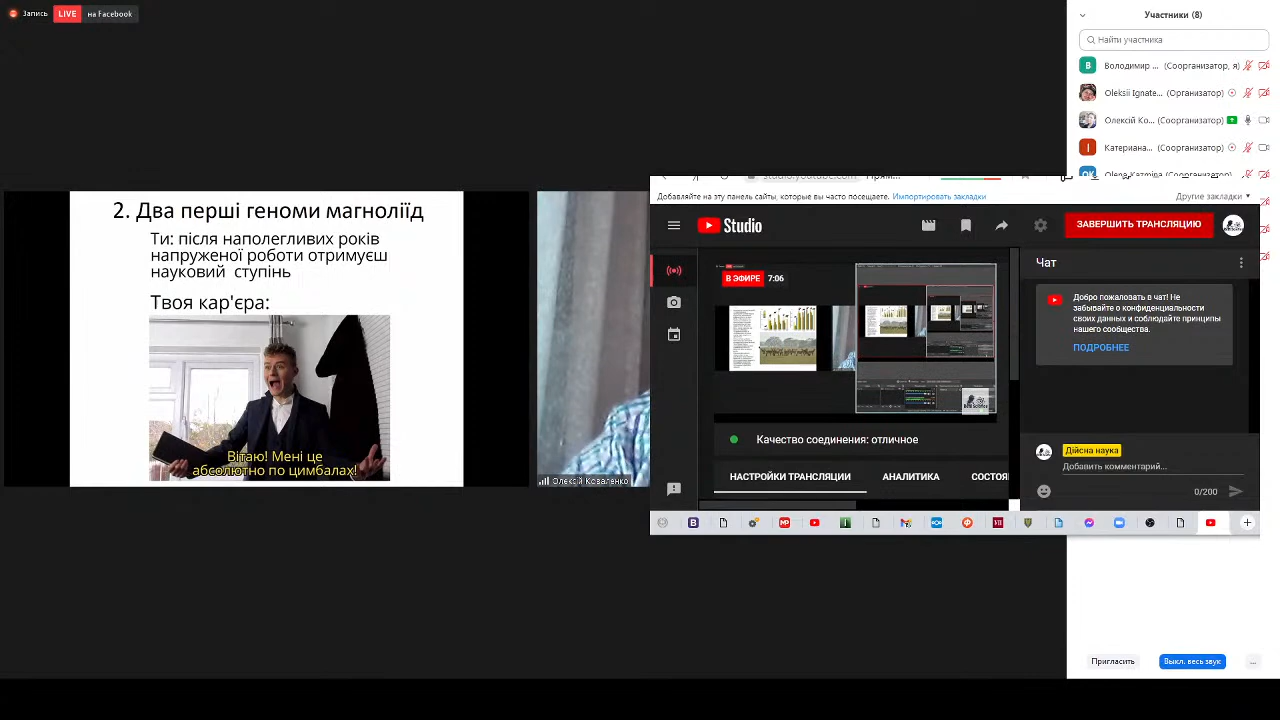 Запись
LIVE
на Facebook
2. Два перші геноми магноліїд
Ти: після наполегливих років
напруженої роботи отримуєш
науковий ступінь
Твоя кар'єра:
Вітаю! Мені це
абсолютно по цимбалах!
Олексій Коваленко
Добавляйте на эту панель сайты, которые вы часто посещаете.
Импортировать закладки
Другие закладки
Studio
ЗАВЕРШИТЬ ТРАНСЛЯЦИЮ
В ЭФИРЕ
7:06
Качество соединения: отличное
НАСТРОЙКИ ТРАНСЛЯЦИИ
АНАЛИТИКА
СОСТОЯ
Чат
Добро пожаловать в чат! Не
забывайте о конфиденциальности
своих данных и соблюдайте принципы
нашего сообщества.
ПОДРОБНЕЕ
Дійсна наука
Добавить комментарий...
0/200
Участники (8)
Найти участника
В
Володимир ... (Соорганизатор, я)
Oleksii Ignate... (Организатор)
Олексій Ко... (Соорганизатор)
І
Катериана... (Соорганизатор)
Пригласить
Выкл. весь звук
...